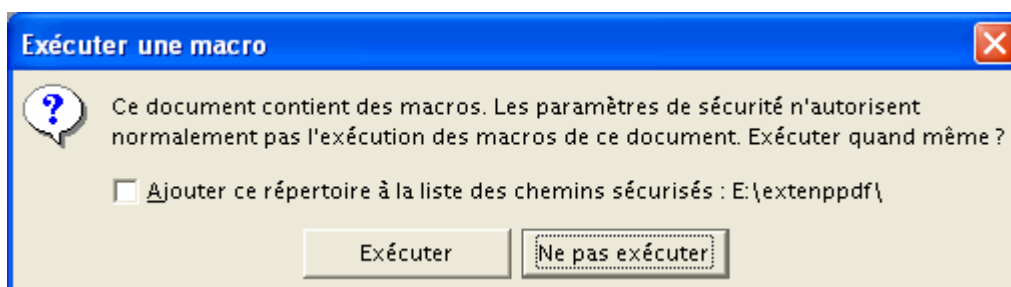 Exécuter une macro
Ce document contient des macros. Les paramètres de sécurité n'autorisent
normalement pas l'exécution des macros de ce document. Exécuter quand même ?
Ajouter ce répertoire à la liste des chemins sécurisés : E:\extenppdf\
Exécuter Ne pas exécuter